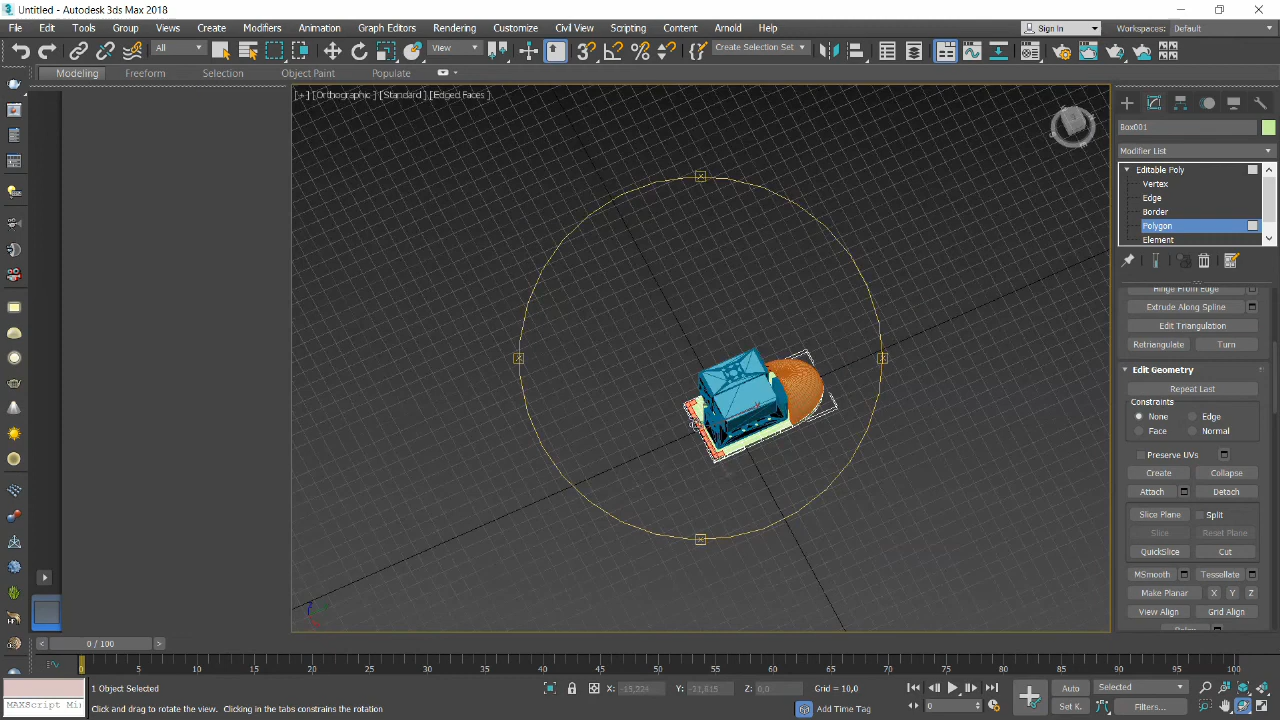 Untitled - Autodesk 3ds Max 2018
File Edit Tools Group Views Create Modifiers Animation Graph Editors Rendering Customize Civil View Scripting Content Arnold Help
Sign In Workspaces: Default
All View Create Selection Set
Modeling Freeform Selection Object Paint Populate
[+] [Orthographic ] [Standard ] [Edged Faces ]
Box001
Modifier List
Editable Poly
Vertex
Edge
Border
Polygon
Element
Hinge From Edge
Extrude Along Spline
Edit Triangulation
Retriangulate Turn
Edit Geometry
Repeat Last
Constraints
None Edge
Face Normal
Preserve UVs
Create Collapse
Attach Detach
Slice Plane Split
Slice Reset Plane
QuickSlice Cut
MSmooth Tessellate
Make Planar X Y Z
View Align Grid Align
Relax
0 / 100
0 5 10 15 20 25 30 35 40 45 50 55 60 65 70 75 80 85 90 95 100
1 Object Selected
X: -15,224 Y: -21,815 Z: 0,0 Grid = 10,0
Auto Selected
MAXScript Mi
Click and drag to rotate the view. Clicking in the tabs constrains the rotation
Add Time Tag
0
Set K. Filters...